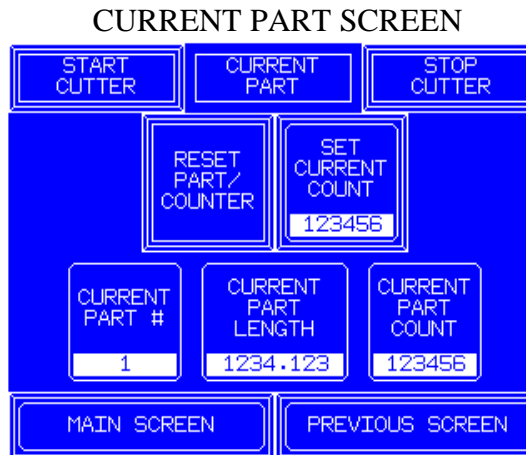 CURRENT PART SCREEN
START
CUTTER
CURRENT
PART
STOP
CUTTER
RESET
PART/
COUNTER
SET
CURRENT
COUNT
123456
CURRENT
PART #
1
CURRENT
PART
LENGTH
1234.123
CURRENT
PART
COUNT
123456
MAIN SCREEN
PREVIOUS SCREEN